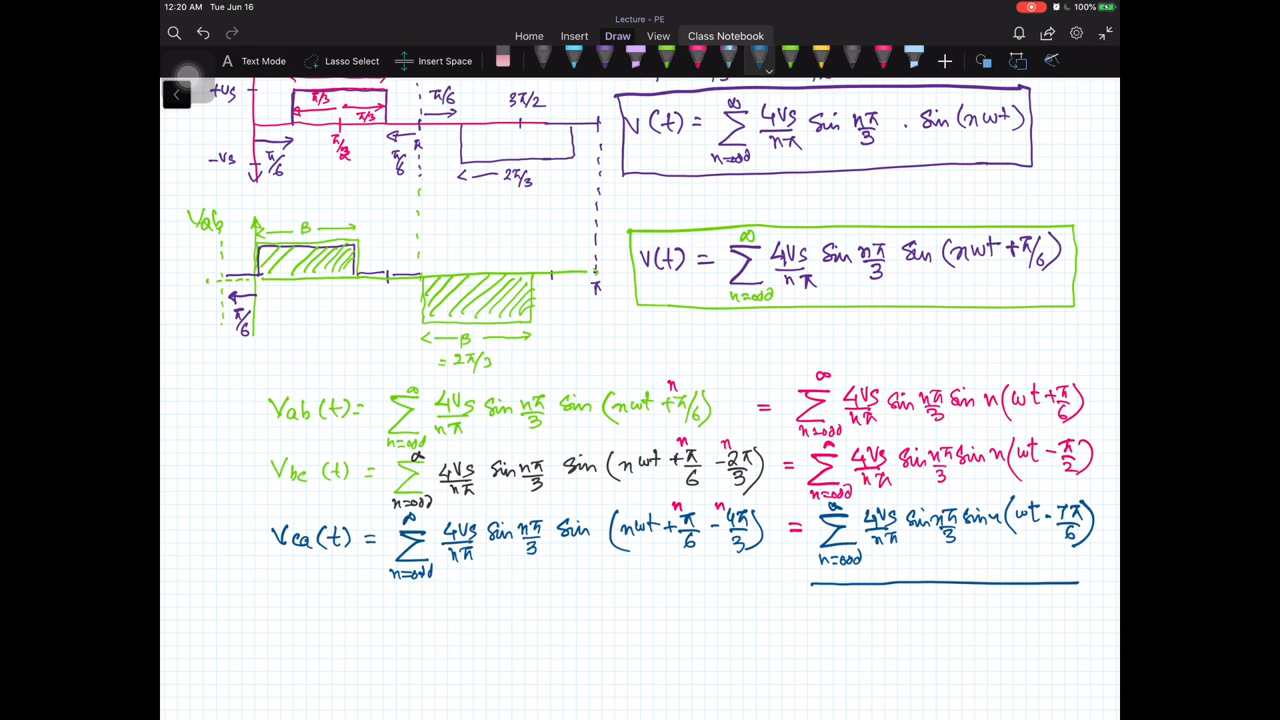 12:20 AM Tue Jun 16
100%
Lecture - PE
Home Insert Draw View Class Notebook
Text Mode Lasso Select Insert Space
+Vs π/3 π/3 π/6 3π/2
-Vs π/6 π/2 π/6 π 2π/3
V(t) = ∞∑n=odd 4Vs/nπ Sin nπ/3 . Sin(nωt)
Vab B
π/6 π
B
= 2π/3
V(t) = ∞∑n=odd 4Vs/nπ Sin nπ/3 Sin(nωt + π/6)
Vab(t) = ∞∑n=odd 4Vs/nπ Sin nπ/3 Sin(nωt + nπ/6) = ∞∑n=odd 4Vs/nπ Sin nπ/3 Sin n(ωt + π/6)
Vbc(t) = ∞∑n=odd 4Vs/nπ Sin nπ/3 Sin(nωt + nπ/6 - n2π/3) = ∑n=odd 4Vs/nπ Sin nπ/3 Sin n(ωt - π/2)
Vca(t) = ∞∑n=odd 4Vs/nπ Sin nπ/3 Sin(nωt + nπ/6 - n4π/3) = ∞∑n=odd 4Vs/nπ Sin nπ/3 Sin n(ωt - 7π/6)